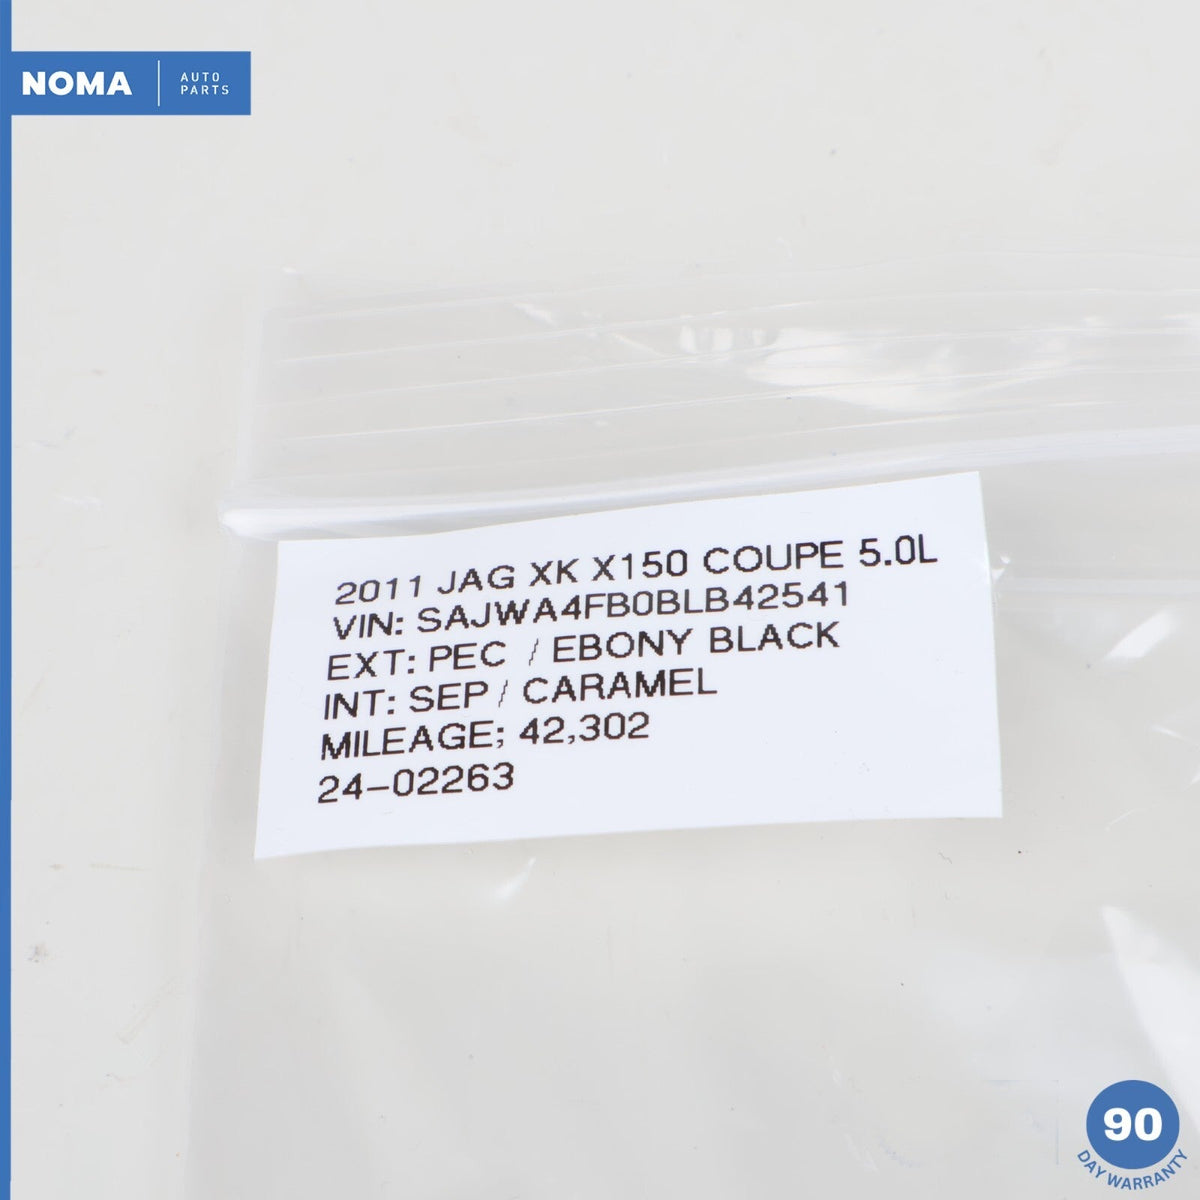 NOMA
AUTO
PARTS
2011 JAG XK X150 COUPE 5.0L
VIN: SAJWA4FB0BLB42541
EXT: PEC / EBONY BLACK
INT: SEP / CARAMEL
MILEAGE; 42,302
24-02263
90
DAY WARRANTY